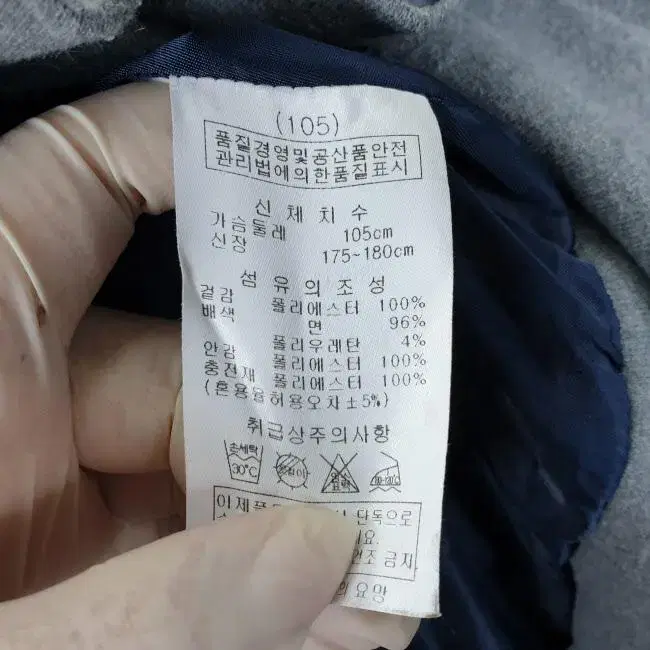 (105)
품질경영및공산품안전
관리법에의한품질표시
신체치수
가슴둘레 105cm
신장 175~180cm
섬유의조성
겉감 폴리에스터 100%
배색 면 96%
폴리우레탄 4%
안감 폴리에스터 100%
충전재 폴리에스터 100%
(혼용율허용오차±5%)
취급상주의사항
손세탁
30℃
이제품 단독으로
요.
건조 금지
의 요망